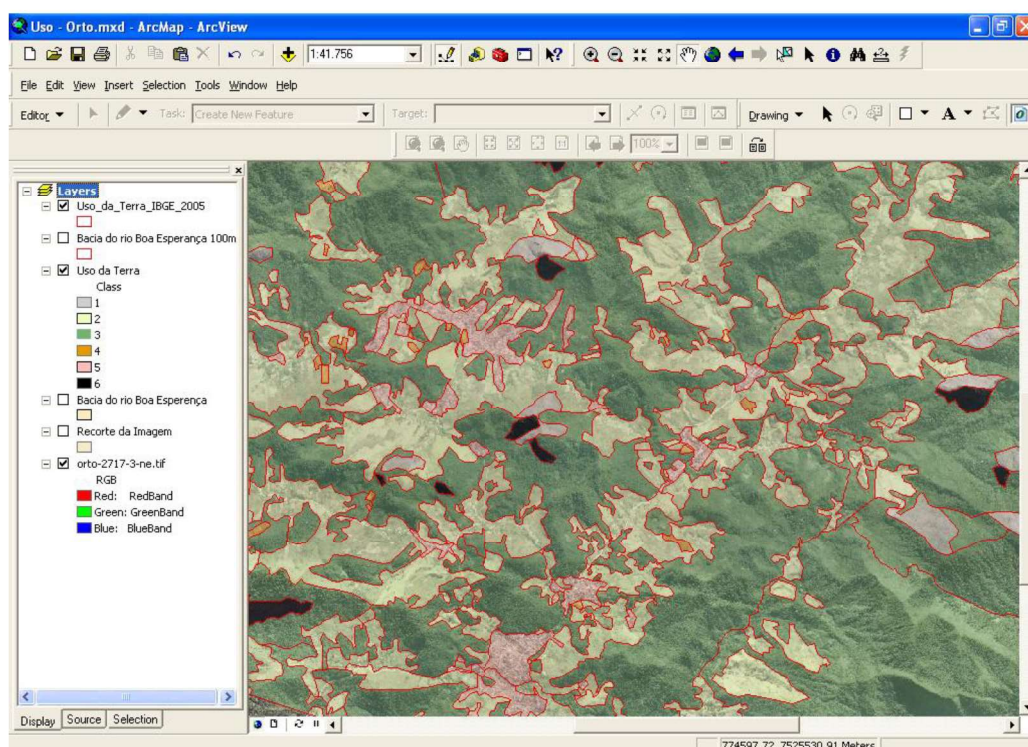 Uso - Orto.mxd - ArcMap - ArcView
1:41.756
File Edit View Insert Selection Tools Window Help
Editor Task: Create New Feature Target: Drawing A
100%
Layers
Uso_da_Terra_IBGE_2005
Bacia do rio Boa Esperança 100m
Uso da Terra
Class
1
2
3
4
5
6
Bacia do rio Boa Esperença
Recorte da Imagem
orto-2717-3-ne.tif
RGB
Red: RedBand
Green: GreenBand
Blue: BlueBand
Display Source Selection
774597,72 7525530,91 Meters